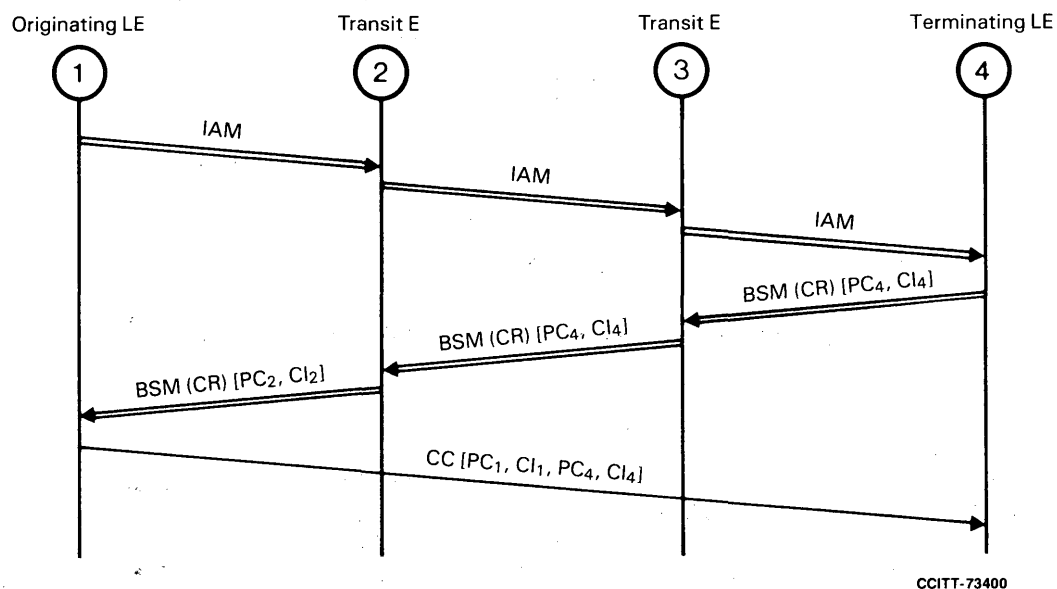 Originating LE
Transit E
Transit E
Terminating LE
1
2
3
4
IAM
IAM
IAM
BSM (CR) [PC4, CI4]
BSM (CR) [PC4, CI4]
BSM (CR) [PC2, CI2]
CC [PC1, CI1, PC4, CI4]
CCITT-73400